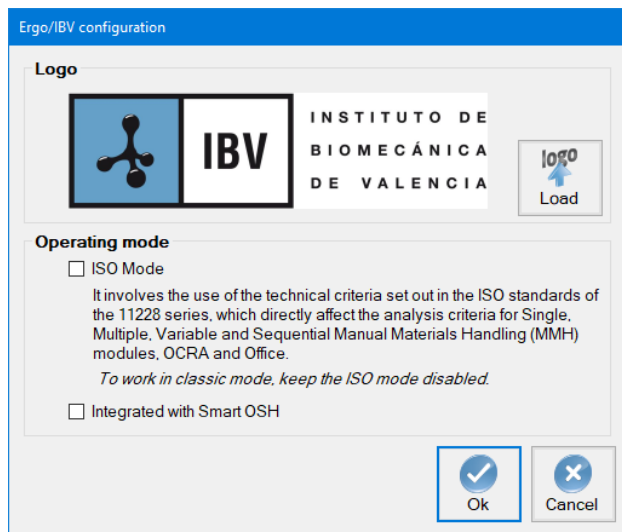 Ergo/IBV configuration
Logo
IBV
INSTITUTO DE
BIOMECÁNICA
DE VALENCIA
logo
Load
Operating mode
ISO Mode
It involves the use of the technical criteria set out in the ISO standards of
the 11228 series, which directly affect the analysis criteria for Single,
Multiple, Variable and Sequential Manual Materials Handling (MMH)
modules, OCRA and Office.
To work in classic mode, keep the ISO mode disabled.
Integrated with Smart OSH
Ok
Cancel